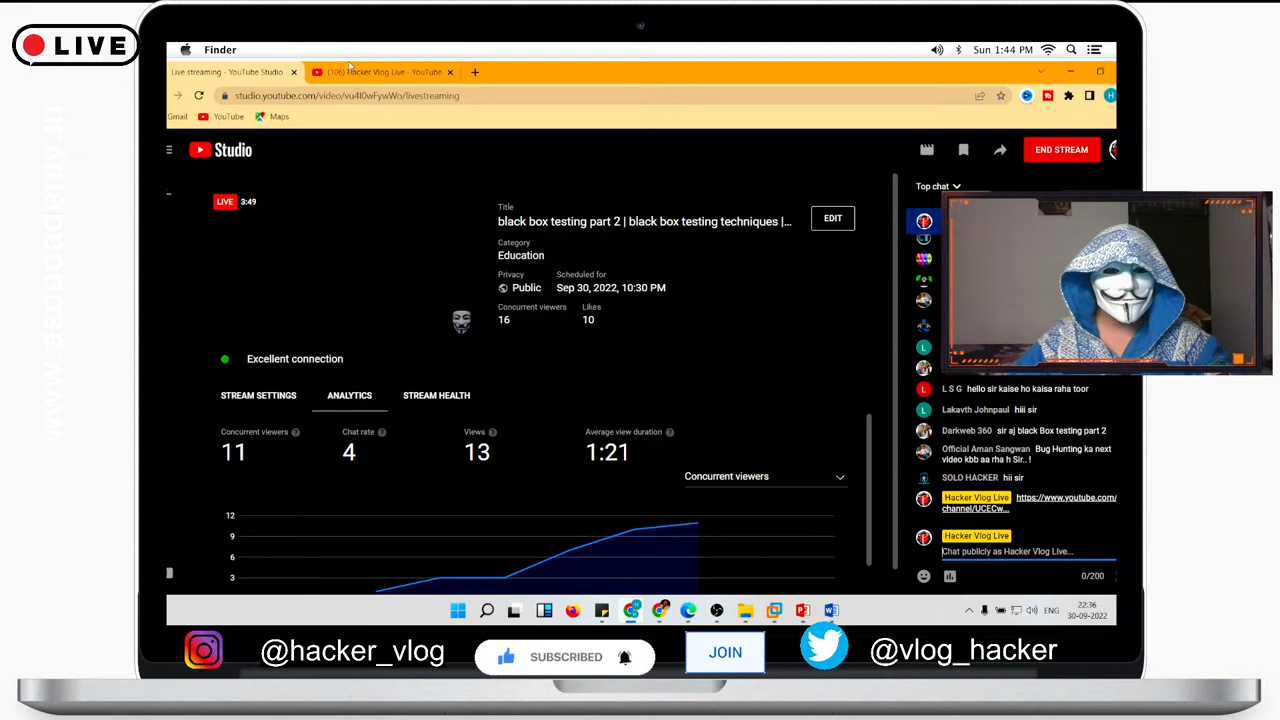 LIVE
Finder
Sun 1:44 PM
Live streaming - YouTube Studio
(106) Hacker Vlog Live - YouTube
studio.youtube.com/video/vu4I0wFywWo/livestreaming
H
Gmail
YouTube
Maps
Studio
END STREAM
Top chat
LIVE 3:49
Title
black box testing part 2 | black box testing techniques |...
EDIT
Category
Education
Privacy
Scheduled for
Public
Sep 30, 2022, 10:30 PM
Concurrent viewers
Likes
16
10
Excellent connection
STREAM SETTINGS
ANALYTICS
STREAM HEALTH
Concurrent viewers
Chat rate
Views
Average view duration
11
4
13
1:21
Concurrent viewers
12
9
6
3
L
L S G hello sir kaise ho kaisa raha toor
Lakavth Johnpaul hiii sir
Darkweb 360 sir aj black Box testing part 2
Official Aman Sangwan Bug Hunting ka next
video kbb aa rha h Sir.. !
SOLO HACKER hii sir
Hacker Vlog Live https://www.youtube.com/
channel/UCECw...
Hacker Vlog Live
Chat publicly as Hacker Vlog Live...
0/200
ENG
22:36
30-09-2022
@hacker_vlog
SUBSCRIBED
JOIN
@vlog_hacker